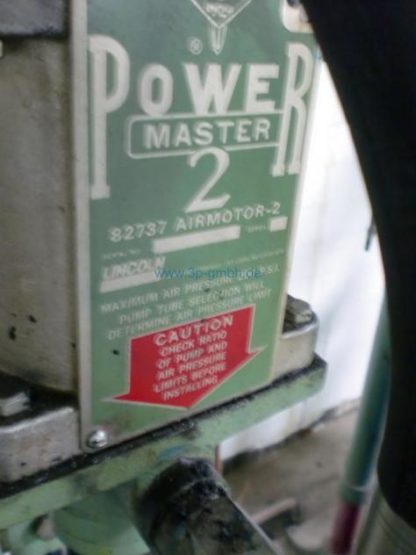 ®
POWER
MASTER
2
82737 AIRMOTOR-2
SERIES
LINCOLN
www.3p-gmbh.de
MAXIMUM AIR PRESSURE
PUMP TUBE SELECTION WILL
DETERMINE AIR PRESSURE LIMIT
CAUTION
CHECK RATIO
OF PUMP AND
AIR PRESSURE
LIMITS BEFORE
INSTALLING